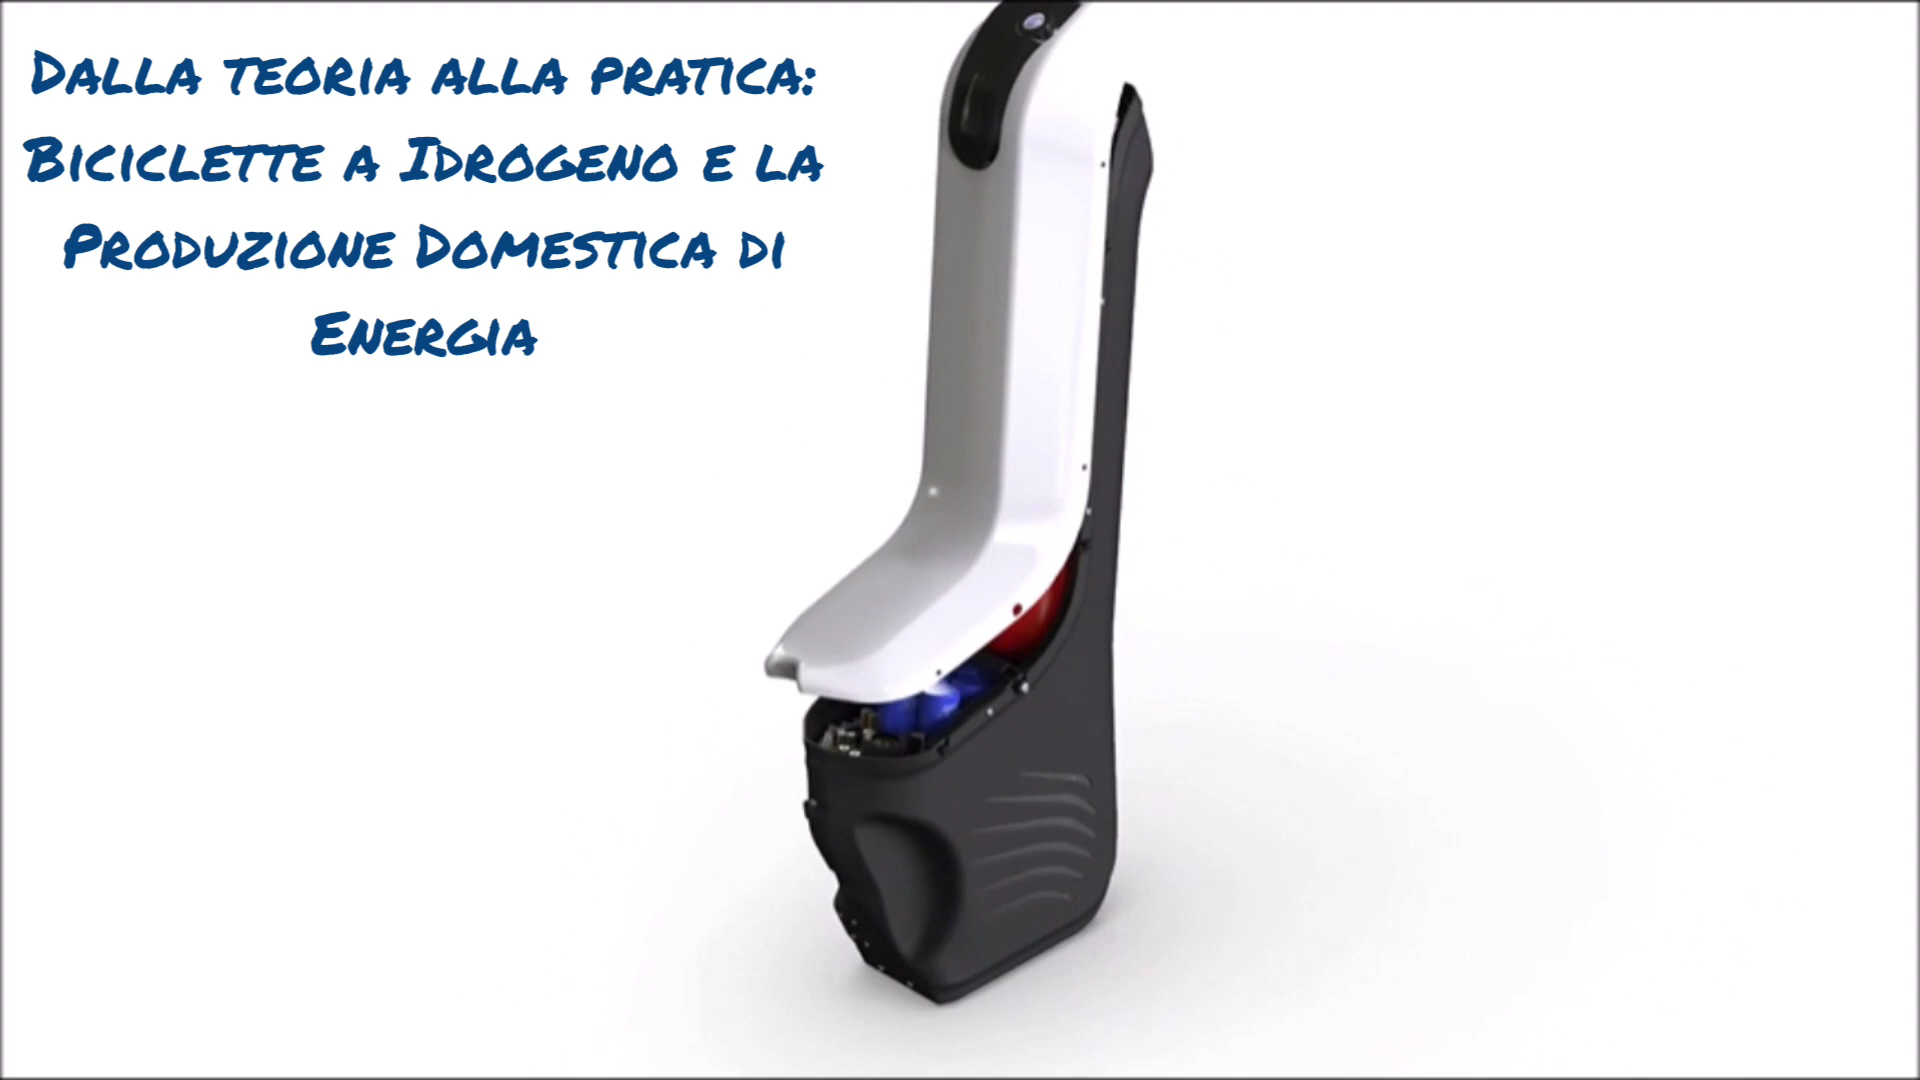 Dalla teoria alla pratica:
Biciclette a Idrogeno e la
Produzione Domestica di
Energia